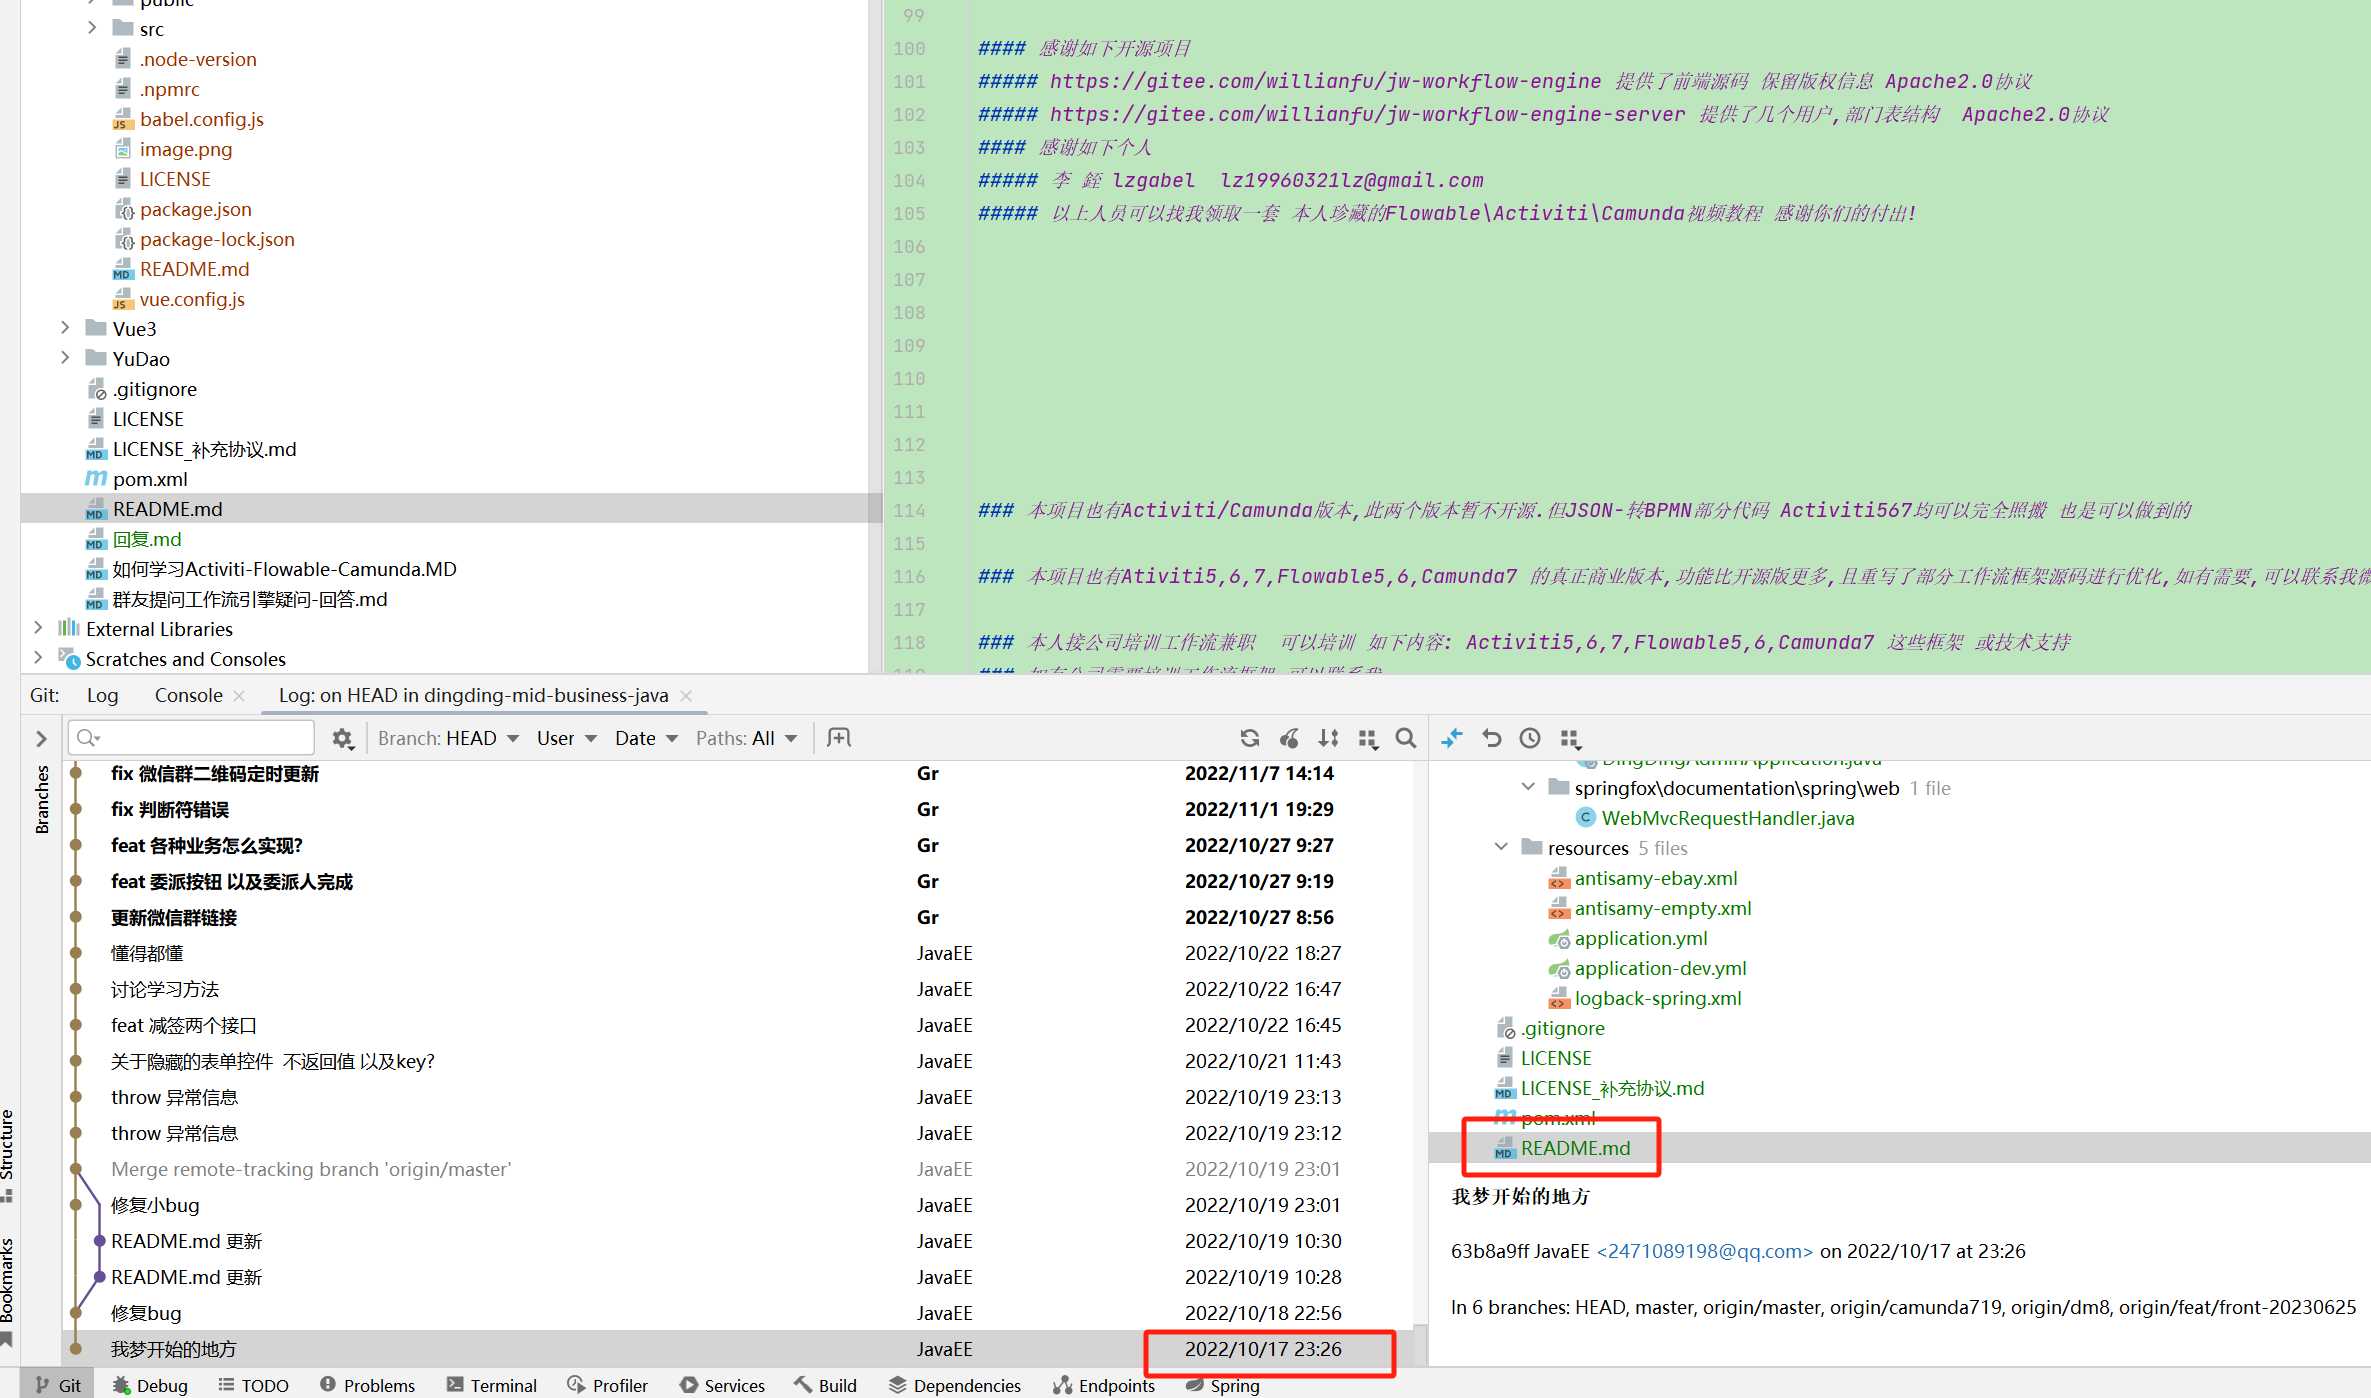 public
src
.node-version
.npmrc
babel.config.js
image.png
LICENSE
package.json
package-lock.json
README.md
vue.config.js
Vue3
YuDao
.gitignore
LICENSE
LICENSE_补充协议.md
pom.xml
README.md
回复.md
如何学习Activiti-Flowable-Camunda.MD
群友提问工作流引擎疑问-回答.md
External Libraries
Scratches and Consoles
99
100 #### 感谢如下开源项目
101 ##### https://gitee.com/willianfu/jw-workflow-engine 提供了前端源码 保留版权信息 Apache2.0协议
102 ##### https://gitee.com/willianfu/jw-workflow-engine-server 提供了几个用户,部门表结构  Apache2.0协议
103 #### 感谢如下个人
104 ##### 李 銍 lzgabel  lz19960321lz@gmail.com
105 ##### 以上人员可以找我领取一套 本人珍藏的Flowable\Activiti\Camunda视频教程 感谢你们的付出!
106
107
108
109
110
111
112
113
114 ### 本项目也有Activiti/Camunda版本,此两个版本暂不开源.但JSON-转BPMN部分代码 Activiti567均可以完全照搬 也是可以做到的
115
116 ### 本项目也有Ativiti5,6,7,Flowable5,6,Camunda7 的真正商业版本,功能比开源版更多,且重写了部分工作流框架源码进行优化,如有需要,可以联系我微
117
118 ### 本人接公司培训工作流兼职  可以培训 如下内容: Activiti5,6,7,Flowable5,6,Camunda7 这些框架 或技术支持
Git: Log Console Log: on HEAD in dingding-mid-business-java
Branch: HEAD User Date Paths: All
Branches
Structure
Bookmarks
fix 微信群二维码定时更新 Gr 2022/11/7 14:14
fix 判断符错误 Gr 2022/11/1 19:29
feat 各种业务怎么实现? Gr 2022/10/27 9:27
feat 委派按钮 以及委派人完成 Gr 2022/10/27 9:19
更新微信群链接 Gr 2022/10/27 8:56
懂得都懂 JavaEE 2022/10/22 18:27
讨论学习方法 JavaEE 2022/10/22 16:47
feat 减签两个接口 JavaEE 2022/10/22 16:45
关于隐藏的表单控件  不返回值 以及key? JavaEE 2022/10/21 11:43
throw 异常信息 JavaEE 2022/10/19 23:13
throw 异常信息 JavaEE 2022/10/19 23:12
Merge remote-tracking branch 'origin/master' JavaEE 2022/10/19 23:01
修复小bug JavaEE 2022/10/19 23:01
README.md 更新 JavaEE 2022/10/19 10:30
README.md 更新 JavaEE 2022/10/19 10:28
修复bug JavaEE 2022/10/18 22:56
我梦开始的地方 JavaEE 2022/10/17 23:26
DingDingAdminApplication.java
springfox\documentation\spring\web 1 file
WebMvcRequestHandler.java
resources 5 files
antisamy-ebay.xml
antisamy-empty.xml
application.yml
application-dev.yml
logback-spring.xml
.gitignore
LICENSE
LICENSE_补充协议.md
pom.xml
README.md
我梦开始的地方
63b8a9ff JavaEE <2471089198@qq.com> on 2022/10/17 at 23:26
In 6 branches: HEAD, master, origin/master, origin/camunda719, origin/dm8, origin/feat/front-20230625
Git Debug TODO Problems Terminal Profiler Services Build Dependencies Endpoints Spring